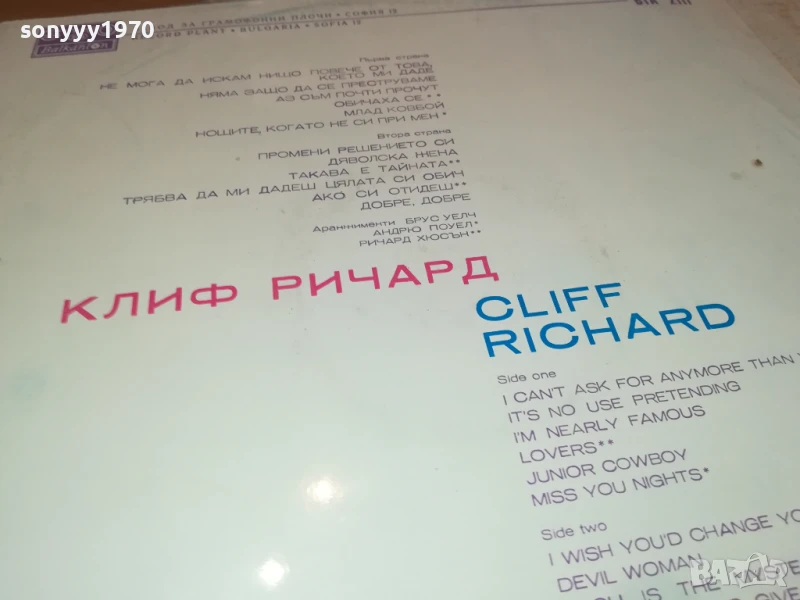 sonyyy1970
ЗА ГРАМОФОННИ ПЛОЧИ • СОФИЯ
Balkanton PLANT • BULGARIA • SOFIA
Първа страна
НЕ МОГА ДА ИСКАМ НИЩО ПОВЕЧЕ ОТ ТОВА,
КОЕТО МИ ДАДЕ
НЯМА ЗАЩО ДА СЕ ПРЕСТРУВАМЕ
АЗ СЪМ ПОЧТИ ПРОЧУТ
ОБИЧАХА СЕ**
МЛАД КОВБОЙ
НОЩИТЕ, КОГАТО НЕ СИ ПРИ МЕН*
Втора страна
ПРОМЕНИ РЕШЕНИЕТО СИ
ДЯВОЛСКА ЖЕНА
ТАКАВА Е ТАЙНАТА**
ТРЯБВА ДА МИ ДАДЕШ ЦЯЛАТА СИ ОБИЧ
АКО СИ ОТИДЕШ**
ДОБРЕ, ДОБРЕ
Аранжименти БРУС УЕЛЧ
АНДРЮ ПОУЕЛ*
РИЧАРД ХЮСЪН**
КЛИФ РИЧАРД
CLIFF
RICHARD
Side one
I CAN'T ASK FOR ANYMORE THAN
IT'S NO USE PRETENDING
I'M NEARLY FAMOUS
LOVERS**
JUNIOR COWBOY
MISS YOU NIGHTS*
Side two
I WISH YOU'D CHANGE
DEVIL WOMAN
IS THE